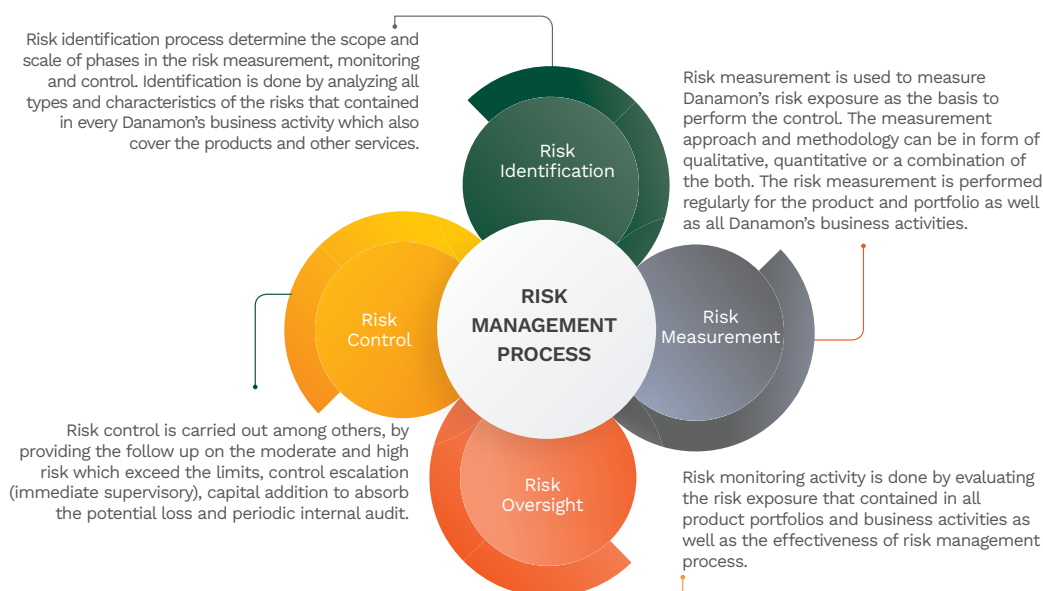 Risk identification process determine the scope and
scale of phases in the risk measurement, monitoring
and control. Identification is done by analyzing all
types and characteristics of the risks that contained
in every Danamon's business activity which also
cover the products and other services.
Risk
Identification
Risk measurement is used to measure
Danamon's risk exposure as the basis to
perform the control. The measurement
approach and methodology can be in form of
qualitative, quantitative or a combination of
the both. The risk measurement is performed
regularly for the product and portfolio as well
as all Danamon's business activities.
Risk
Control
RISK
MANAGEMENT
PROCESS
Risk
Measurement
Risk control is carried out among others, by
providing the follow up on the moderate and high
risk which exceed the limits, control escalation
(immediate supervisory), capital addition to absorb
the potential loss and periodic internal audit.
Risk
Oversight
Risk monitoring activity is done by evaluating
the risk exposure that contained in all
product portfolios and business activities as
well as the effectiveness of risk management
process.